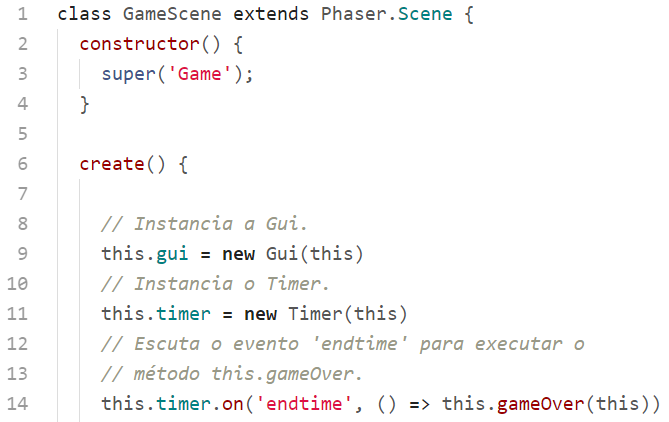 1 class GameScene extends Phaser.Scene {
2 constructor() {
3 super('Game');
4 }
5
6 create() {
7
8 // Instancia a Gui.
9 this.gui = new Gui(this)
10 // Instancia o Timer.
11 this.timer = new Timer(this)
12 // Escuta o evento 'endtime' para executar o
13 // método this.gameOver.
14 this.timer.on('endtime', () => this.gameOver(this))